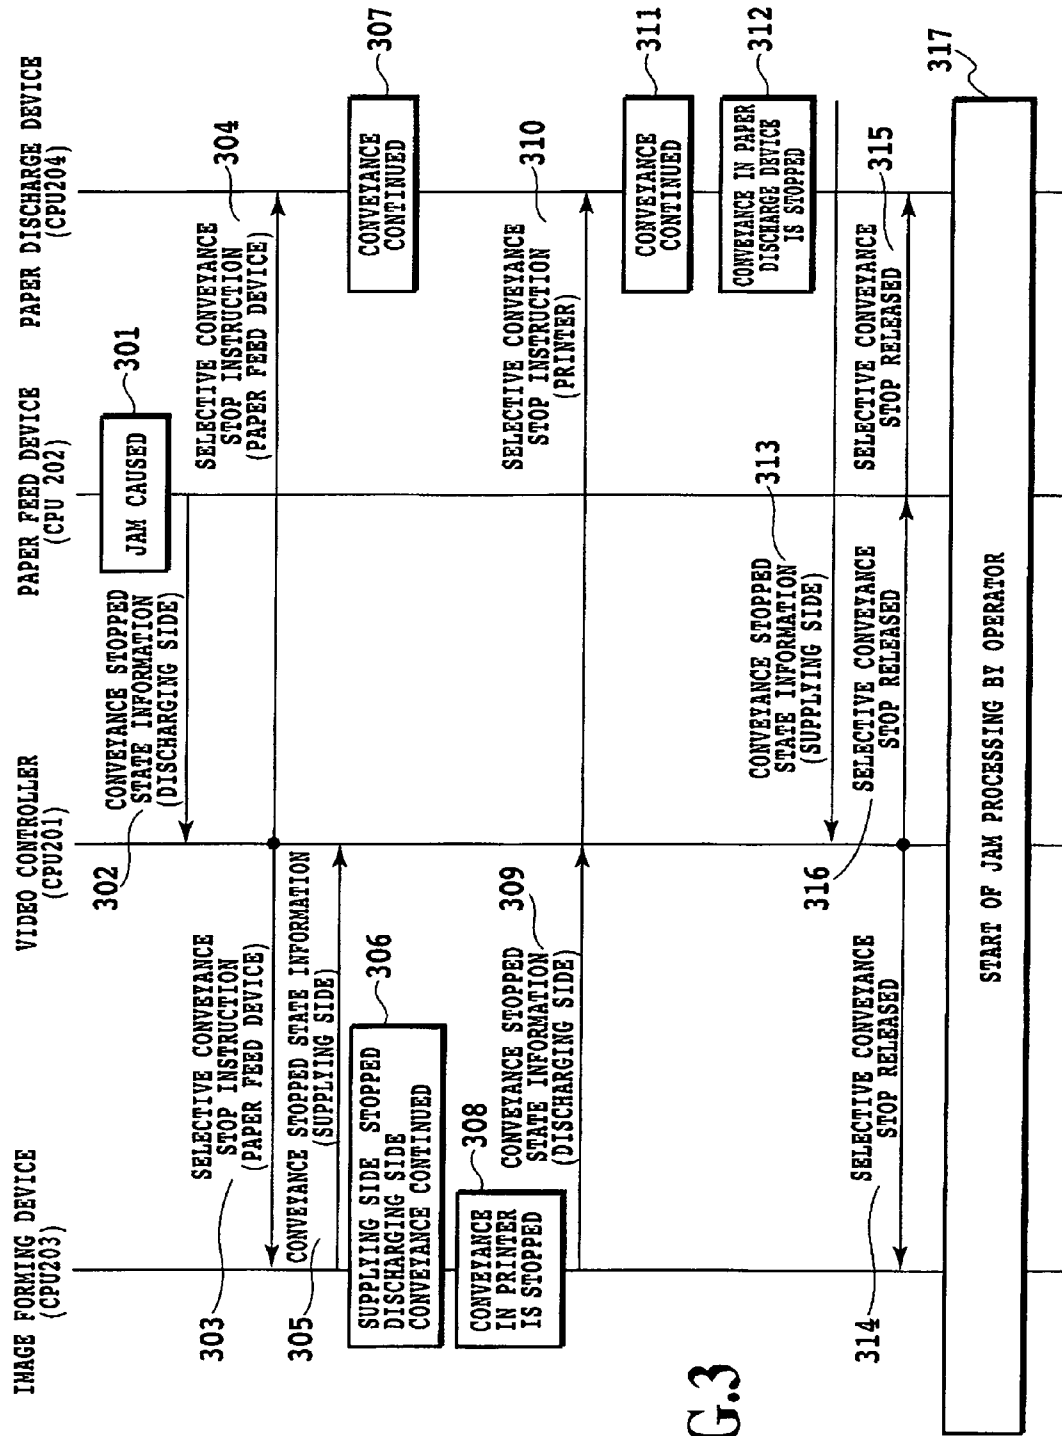 IMAGE FORMING DEVICE
(CPU203)
VIDEO CONTROLLER
(CPU201)
PAPER FEED DEVICE
(CPU 202)
PAPER DISCHARGE DEVICE
(CPU204)
JAM CAUSED
301
302
CONVEYANCE STOPPED
STATE INFORMATION
(DISCHARGING SIDE)
303
SELECTIVE CONVEYANCE
STOP INSTRUCTION
(PAPER FEED DEVICE)
SELECTIVE CONVEYANCE
STOP INSTRUCTION
(PAPER FEED DEVICE)
304
305
CONVEYANCE STOPPED STATE INFORMATION
(SUPPLYING SIDE)
SUPPLYING SIDE STOPPED
DISCHARGING SIDE
CONVEYANCE CONTINUED
306
CONVEYANCE
CONTINUED
307
CONVEYANCE
IN PRINTER
IS STOPPED
308
CONVEYANCE STOPPED
STATE INFORMATION
(DISCHARGING SIDE)
309
SELECTIVE CONVEYANCE
STOP INSTRUCTION
(PRINTER)
310
CONVEYANCE
CONTINUED
311
CONVEYANCE IN PAPER
DISCHARGE DEVICE
IS STOPPED
312
CONVEYANCE STOPPED
STATE INFORMATION
(SUPPLYING SIDE)
313
314
SELECTIVE CONVEYANCE
STOP RELEASED
316
SELECTIVE CONVEYANCE
STOP RELEASED
SELECTIVE CONVEYANCE
STOP RELEASED
315
START OF JAM PROCESSING BY OPERATOR
317
G.3